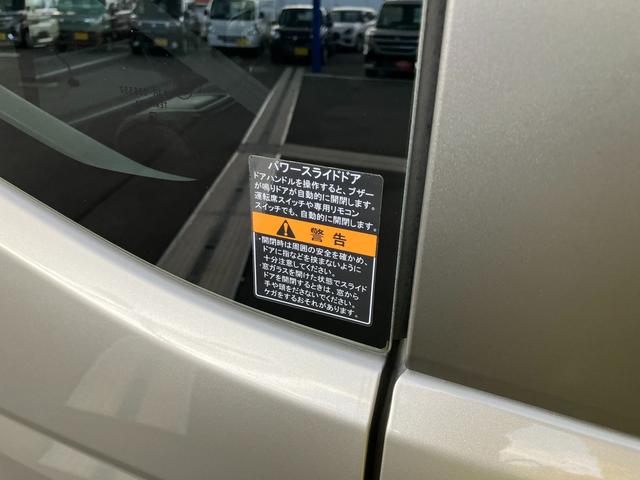 パワースライドドア
ドアハンドルを操作すると、ブザー
が鳴りドアが自動的に開閉します。
運転席スイッチや専用リモコン
スイッチでも、自動的に開閉します。
警告
・開閉時は周囲の安全を確かめ、
ドアに指などを挟まないように
十分注意してください。
・窓ガラスを開けた状態でスライド
ドアを開閉するときは、窓から
手や頭をださないでください。
ケガをするおそれがあります。